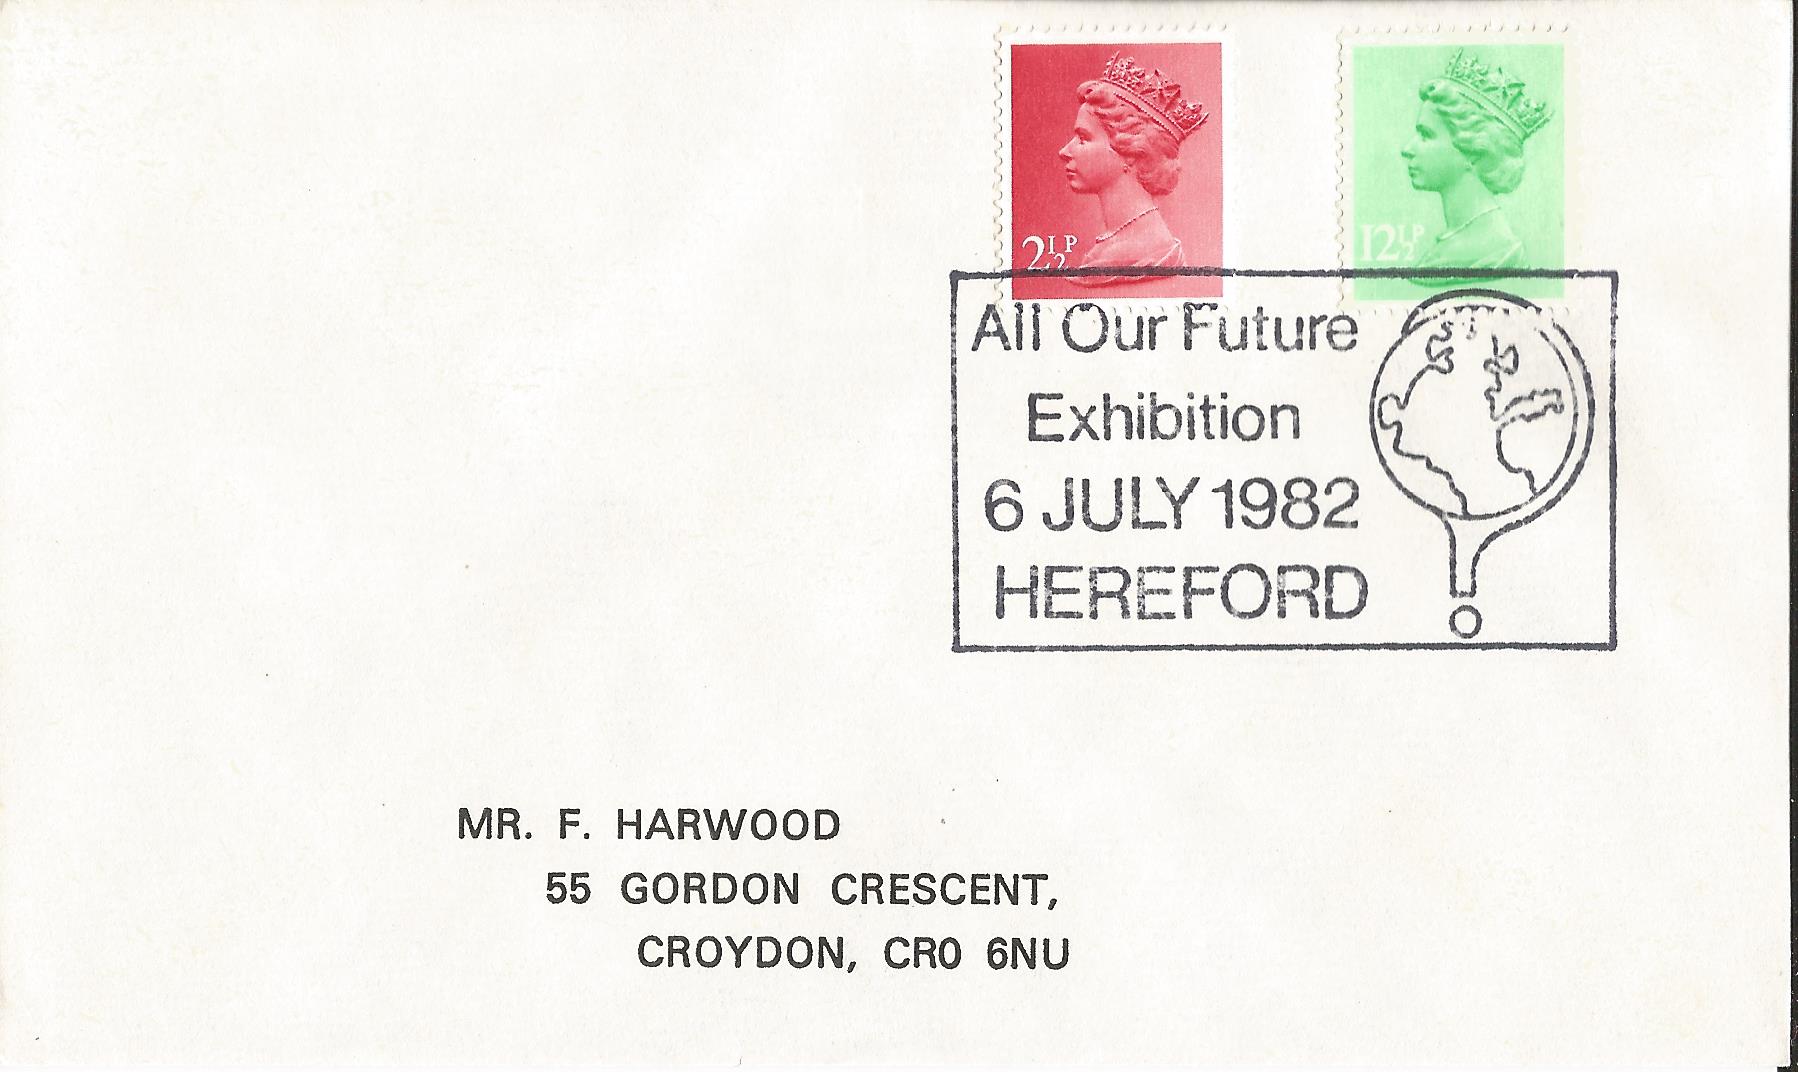 2½P
12½P
All Our Future
Exhibition
6 JULY 1982
HEREFORD
MR. F. HARWOOD
55 GORDON CRESCENT,
CROYDON, CR0 6NU